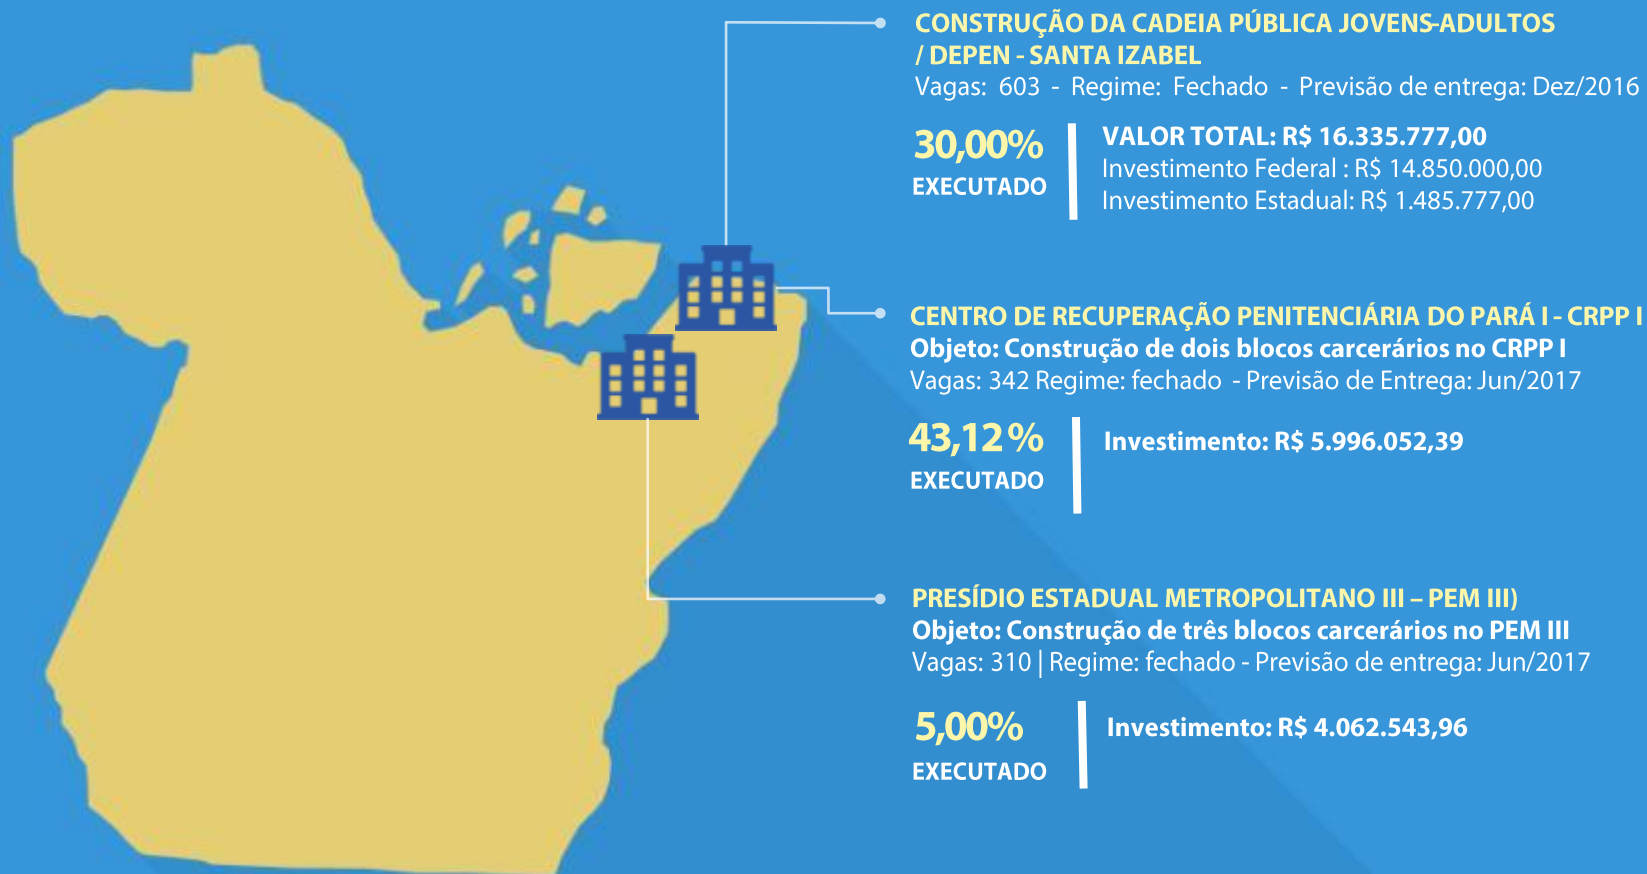 CONSTRUÇÃO DA CADEIA PÚBLICA JOVENS-ADULTOS
/ DEPEN - SANTA IZABEL
Vagas: 603 - Regime: Fechado - Previsão de entrega: Dez/2016
30,00%
EXECUTADO
VALOR TOTAL: R$ 16.335.777,00
Investimento Federal : R$ 14.850.000,00
Investimento Estadual: R$ 1.485.777,00
CENTRO DE RECUPERAÇÃO PENITENCIÁRIA DO PARÁ I - CRPP I
Objeto: Construção de dois blocos carcerários no CRPP I
Vagas: 342 Regime: fechado - Previsão de Entrega: Jun/2017
43,12 %
EXECUTADO
Investimento: R$ 5.996.052,39
PRESÍDIO ESTADUAL METROPOLITANO III – PEM III)
Objeto: Construção de três blocos carcerários no PEM III
Vagas: 310 | Regime: fechado - Previsão de entrega: Jun/2017
5,00%
EXECUTADO
Investimento: R$ 4.062.543,96